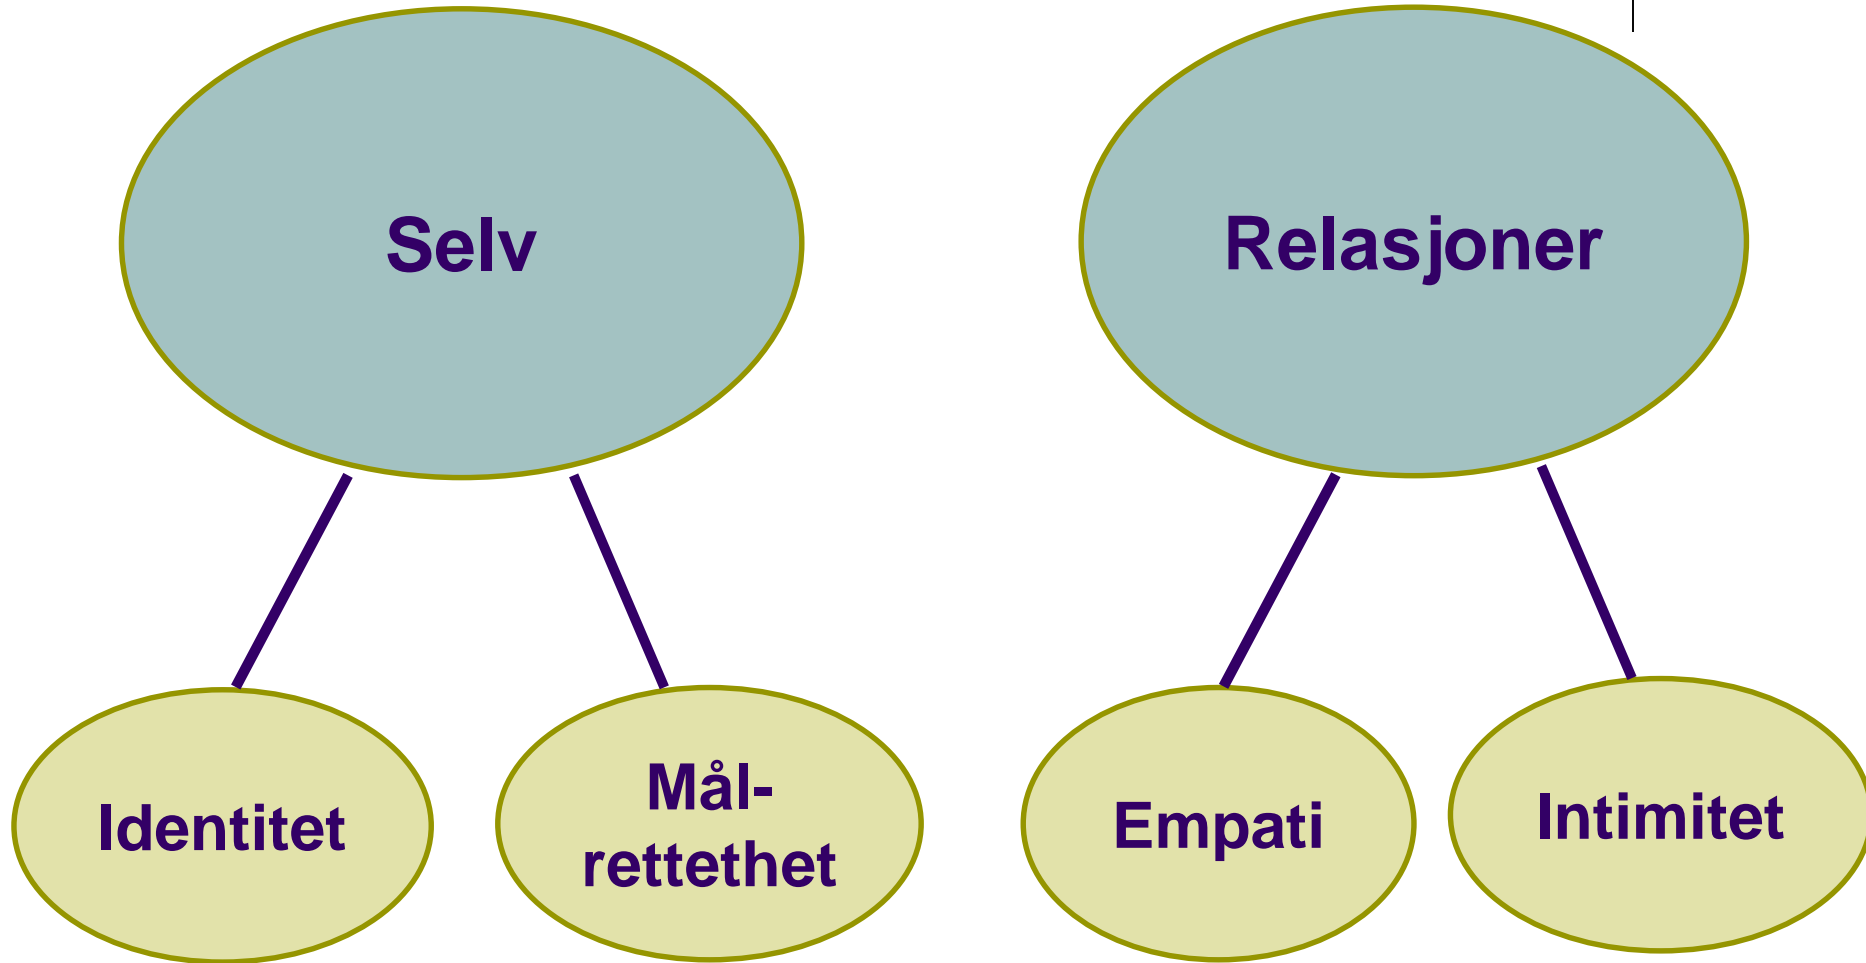 Selv
Relasjoner
Identitet
Mål-
rettethet
Empati
Intimitet